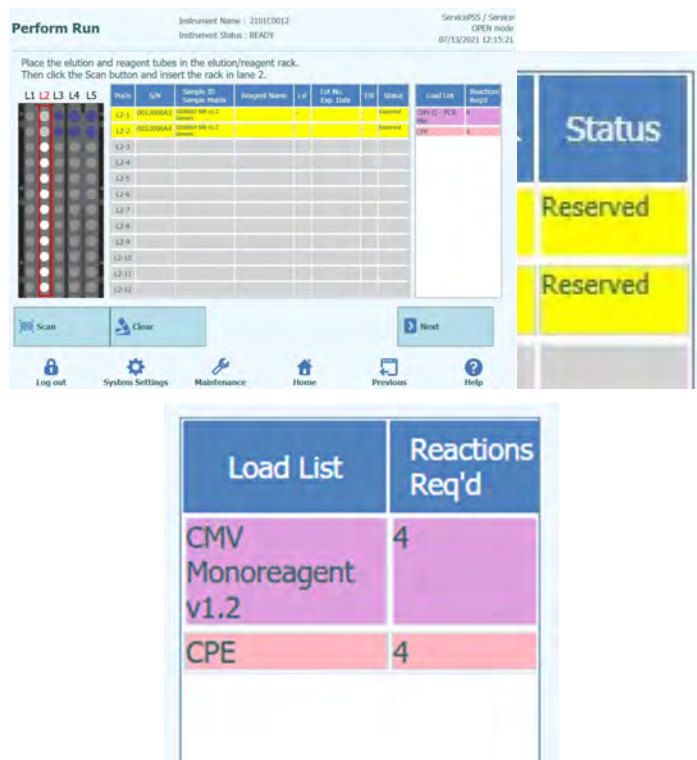 Perform Run
Instrument Name : 2101C0012
Instrument Status : READY
ServicePSS / Service
OPEN mode
07/13/2021 12:15:21
Place the elution and reagent tubes in the elution/reagent rack.
Then click the Scan button and insert the rack in lane 2.
L1 L2 L3 L4 L5
Pos'n S/N Sample ID Sample Matrix Reagent Name Lvl Lot No. Exp. Date Status
Load List Reactions Req'd
L2-1 Reserved
L2-2 Reserved
L2-3
L2-4
L2-5
L2-6
L2-7
L2-8
L2-9
L2-10
L2-11
L2-12
CPE
Scan
Clear
Next
Log out
System Settings
Maintenance
Home
Previous
Help
Status
Reserved
Reserved
Load List
Reactions
Req'd
CMV
Monoreagent
v1.2
4
CPE
4